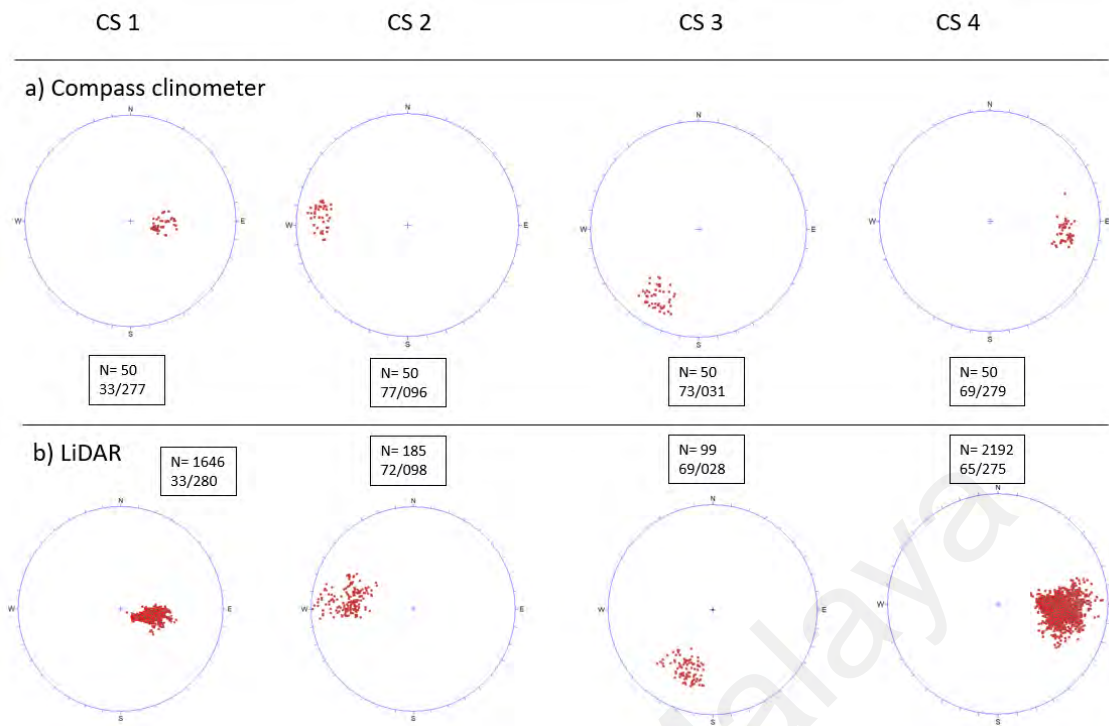 CS 1 CS 2 CS 3 CS 4
a) Compass clinometer
N N N N
W E W E W E W E
S S S S
N= 50
33/277
N= 50
77/096
N= 50
73/031
N= 50
69/279
b) LiDAR
N= 1646
33/280
N= 185
72/098
N= 99
69/028
N= 2192
65/275
N N N N
W E W E W E W E
S S S S
alaya